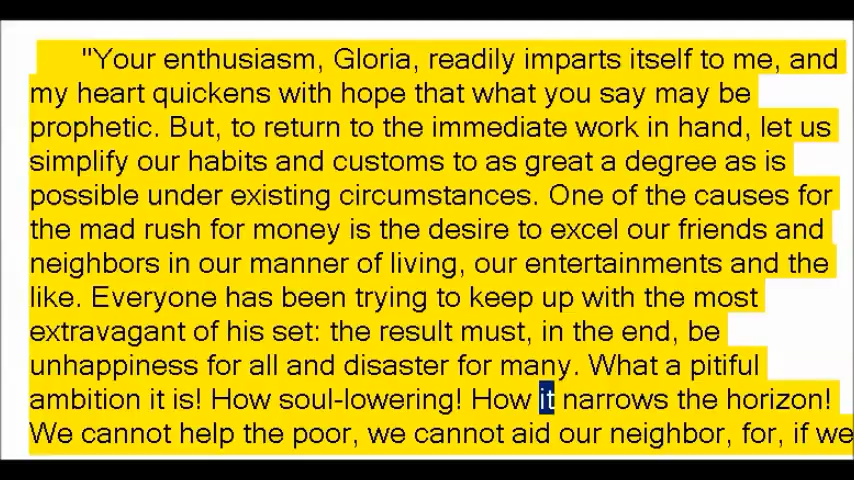 "Your enthusiasm, Gloria, readily imparts itself to me, and
my heart quickens with hope that what you say may be
prophetic. But, to return to the immediate work in hand, let us
simplify our habits and customs to as great a degree as is
possible under existing circumstances. One of the causes for
the mad rush for money is the desire to excel our friends and
neighbors in our manner of living, our entertainments and the
like. Everyone has been trying to keep up with the most
extravagant of his set: the result must, in the end, be
unhappiness for all and disaster for many. What a pitiful
ambition it is! How soul-lowering! How it narrows the horizon!
We cannot help the poor, we cannot aid our neighbor, for, if we